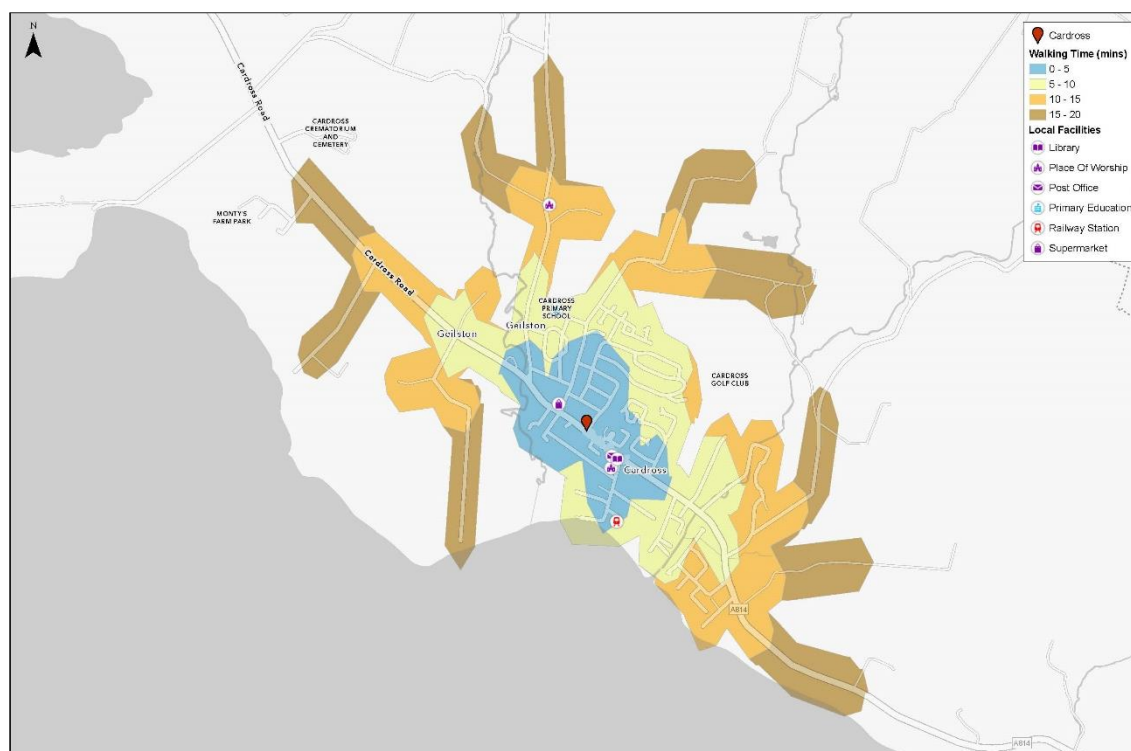 N
Cardross Road
CARDROSS
CREMATORIUM
AND
CEMETERY
MONTY'S
FARM PARK
Cardross Road
CARDROSS
PRIMARY
SCHOOL
Geilston
Geilston
CARDROSS
GOLF CLUB
Cardross
A814
A814
Cardross
Walking Time (mins)
0 - 5
5 - 10
10 - 15
15 - 20
Local Facilities
Library
Place Of Worship
Post Office
Primary Education
Railway Station
Supermarket